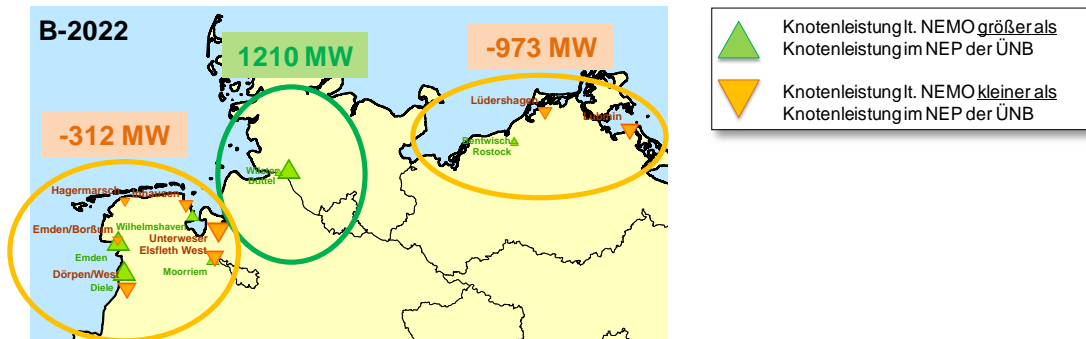 B-2022
1210 MW
-973 MW
-312 MW
Lüdershagen
Lubmin
Bentwisch
Rostock
Wilster
Büttel
Hagermarsch
Inhausen
Emden/Borßum
Wilhelmshaven
Unterweser
Elsfleth West
Emden
Moorriem
Dörpen/West
Diele
Knotenleistung lt. NEMO größer als
Knotenleistung im NEP der ÜNB
Knotenleistung lt. NEMO kleiner als
Knotenleistung im NEP der ÜNB